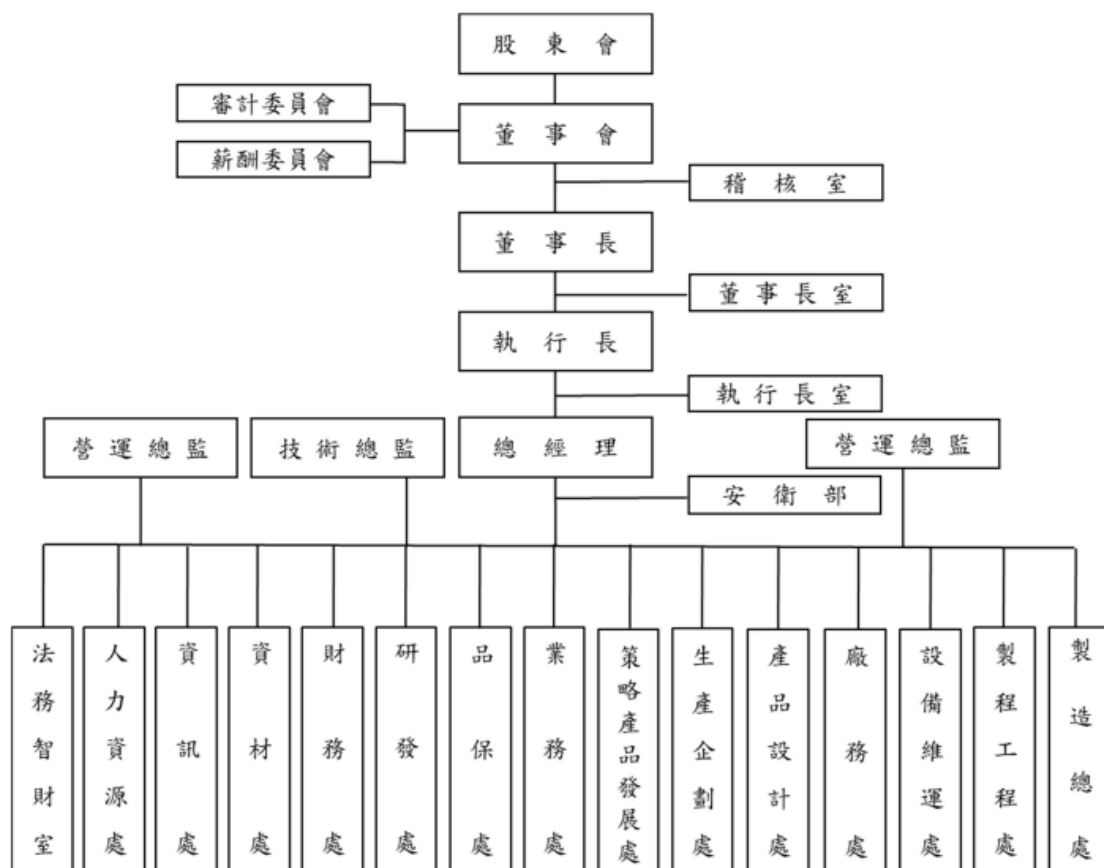 股東會
審計委員會
董事會
薪酬委員會
稽核室
董事長
董事長室
執行長
執行長室
營運總監
技術總監
總經理
營運總監
安衛部
法務智財室
人力資源處
資訊處
資材處
財務處
研發處
品保處
業務處
策略產品發展處
生產企劃處
產品設計處
廠務處
設備維運處
製程工程處
製造總處